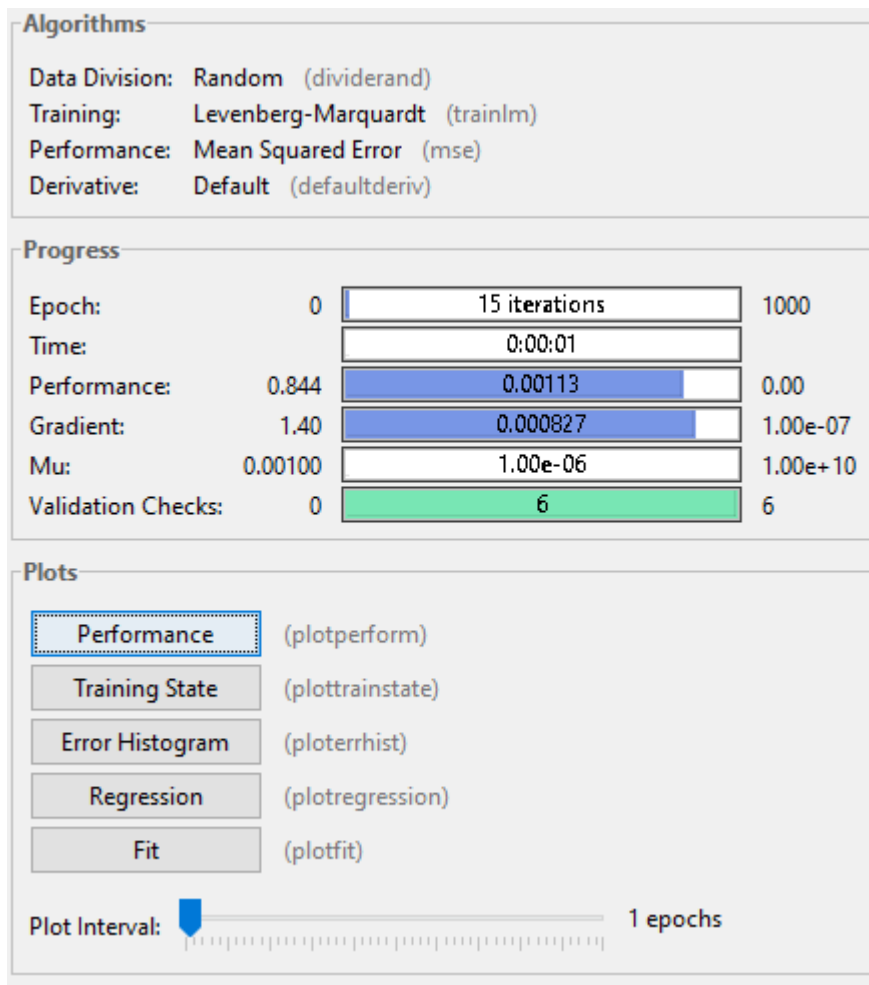 Algorithms
Data Division: Random (dividerand)
Training: Levenberg-Marquardt (trainlm)
Performance: Mean Squared Error (mse)
Derivative: Default (defaultderiv)
Progress
Epoch: 0 15 iterations 1000
Time: 0:00:01
Performance: 0.844 0.00113 0.00
Gradient: 1.40 0.000827 1.00e-07
Mu: 0.00100 1.00e-06 1.00e+10
Validation Checks: 0 6 6
Plots
Performance (plotperform)
Training State (plottrainstate)
Error Histogram (ploterrhist)
Regression (plotregression)
Fit (plotfit)
Plot Interval: 1 epochs